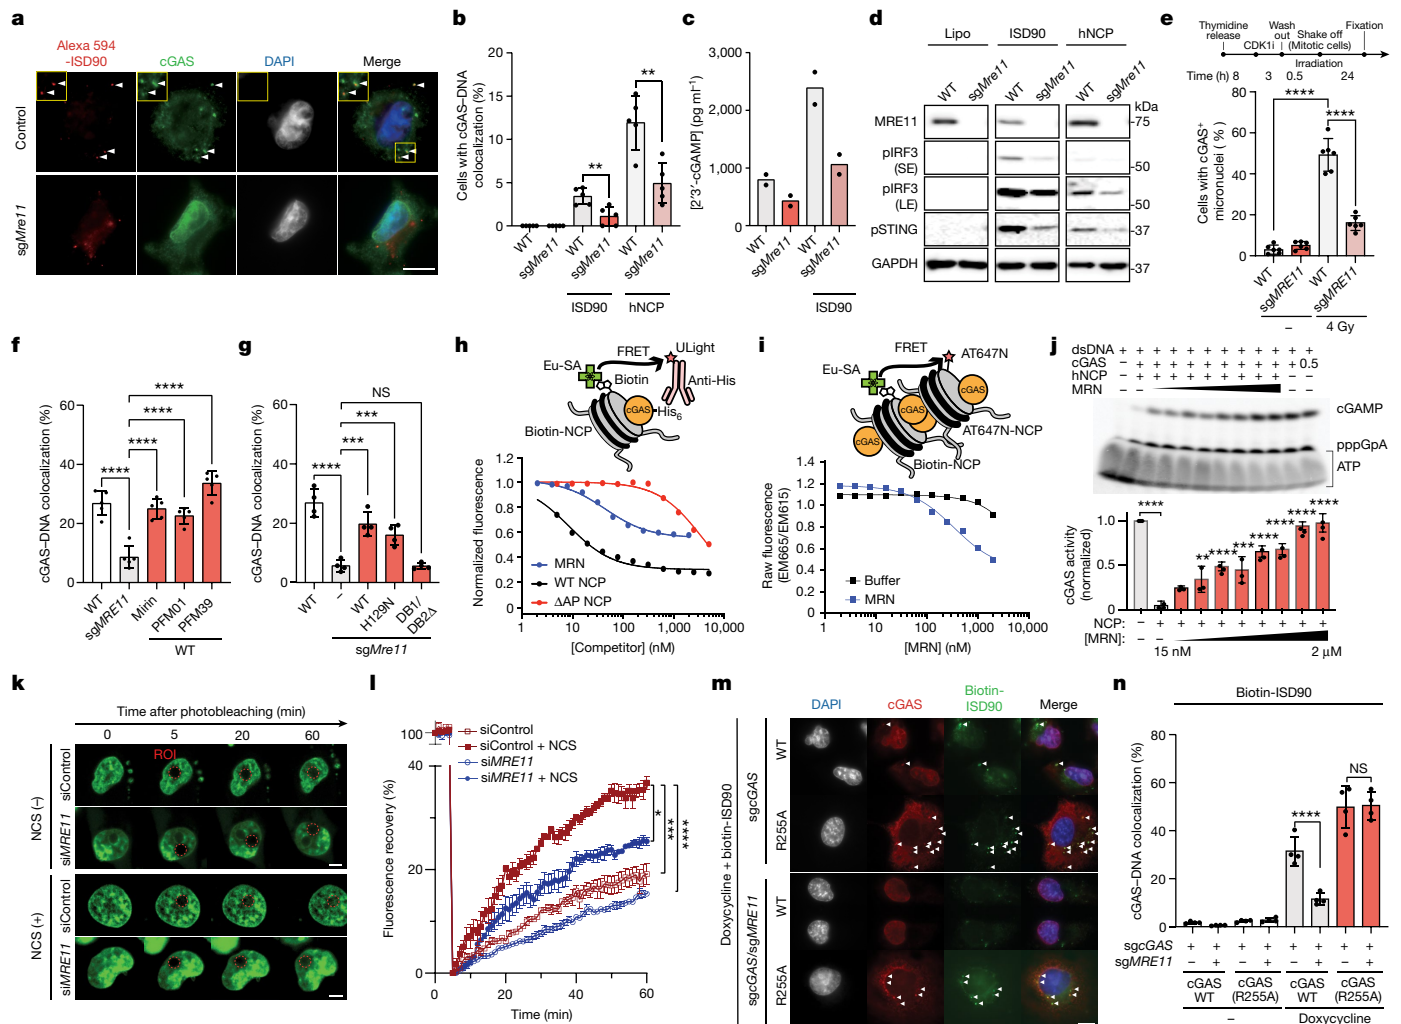 a
Alexa 594
-ISD90
cGAS
DAPI
Merge
Control
sgMre11
b
Cells with cGAS–DNA
colocalization (%)
20
15
10
5
0
**
**
WT
sgMre11
WT
sgMre11
WT
sgMre11
ISD90
hNCP
c
[2′3′-cGAMP] (pg ml⁻¹)
3,000
2,000
1,000
0
WT
sgMre11
WT
sgMre11
ISD90
d
Lipo
ISD90
hNCP
WT
sgMre11
WT
sgMre11
WT
sgMre11
kDa
MRE11
-75
pIRF3
(SE)
-50
pIRF3
(LE)
-50
pSTING
-37
GAPDH
-37
e
Thymidine
release
CDK1i
Wash
out
Shake off
(Mitotic cells)
Fixation
Irradiation
Time (h) 8
3
0.5
24
Cells with cGAS⁺
micronuclei (%)
80
60
40
20
0
****
****
WT
sgMRE11
WT
sgMRE11
–
4 Gy
f
cGAS–DNA colocalization (%)
60
40
20
0
****
****
****
****
WT
sgMRE11
Mirin
PFM01
PFM39
WT
g
cGAS–DNA colocalization (%)
60
40
20
0
NS
***
***
****
WT
–
WT
H129N
DB1/
DB2Δ
sgMre11
h
Eu-SA
FRET
ULight
Biotin
Anti-His
cGAS
His₆
Biotin-NCP
Normalized fluorescence
1.2
1.0
0.8
0.6
0.4
0.2
0
MRN
WT NCP
ΔAP NCP
1
10
100
1,000
10,000
[Competitor] (nM)
i
Eu-SA
FRET
AT647N
cGAS
cGAS
cGAS
AT647N-NCP
Biotin-NCP
Raw fluorescence
(EM665/EM615)
1.4
1.2
1.0
0.8
0.6
0.4
0.2
0
Buffer
MRN
1
10
100
1,000
10,000
[MRN] (nM)
j
dsDNA + + + + + + + + + + + +
cGAS – + + + + + + + + + + 0.5
hNCP – + + + + + + + + + – –
MRN – – – –
cGAMP
pppGpA
ATP
cGAS activity
(normalized)
1.0
0.5
0
****
**
****
***
****
****
****
****
NCP: – + + + + + + + + +
[MRN]: – –
15 nM
2 μM
k
Time after photobleaching (min)
0
5
20
60
ROI
NCS (–)
siControl
siMRE11
NCS (+)
siControl
siMRE11
l
Fluorescence recovery (%)
100
40
20
0
siControl
siControl + NCS
siMRE11
siMRE11 + NCS
*
***
****
0
20
40
60
Time (min)
m
DAPI
cGAS
Biotin-
ISD90
Merge
Doxycycline + biotin-ISD90
sgcGAS
WT
R255A
sgcGAS/sgMRE11
WT
R255A
n
Biotin-ISD90
cGAS–DNA colocalization (%)
80
60
40
20
0
****
NS
sgcGAS + + + + + + + +
sgMRE11 – + – + – + – +
cGAS
WT
cGAS
(R255A)
cGAS
WT
cGAS
(R255A)
–
Doxycycline